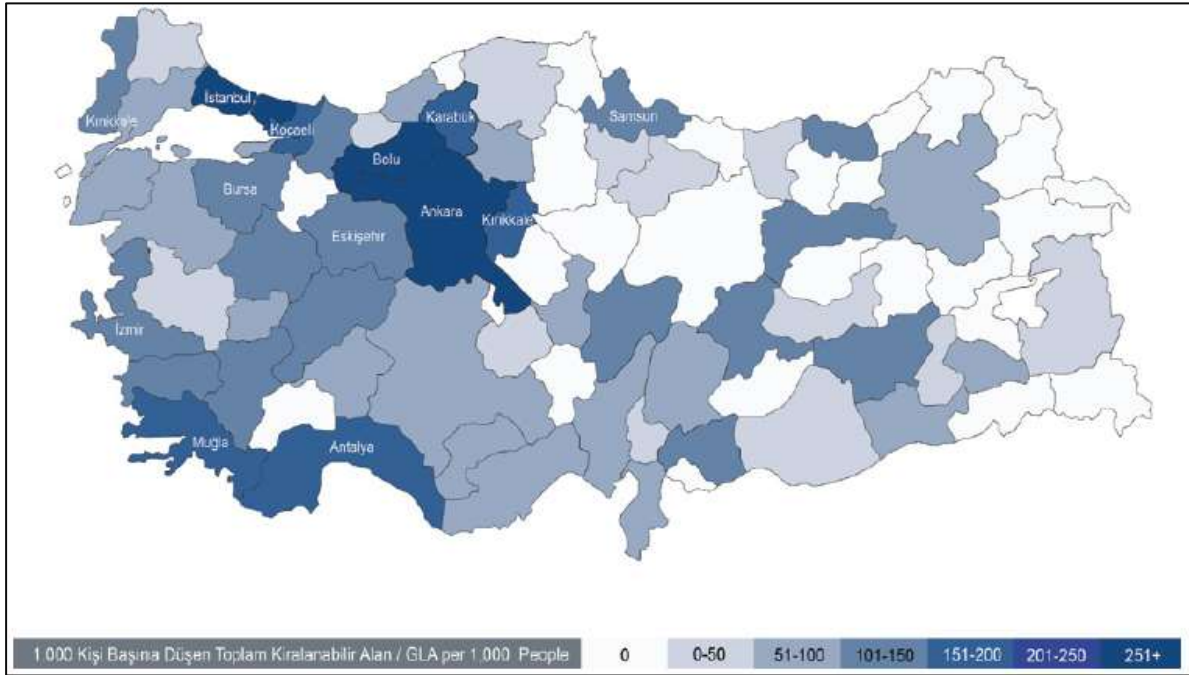 İstanbul
Kırıkkale
Kocaeli
Karabük
Samsun
Bolu
Bursa
Ankara
Kırıkkale
Eskişehir
İzmir
Muğla
Antalya
1.000 Kişi Başına Düşen Toplam Kiralanabilir Alan / GLA per 1,000 People 0 0-50 51-100 101-150 151-200 201-250 251+